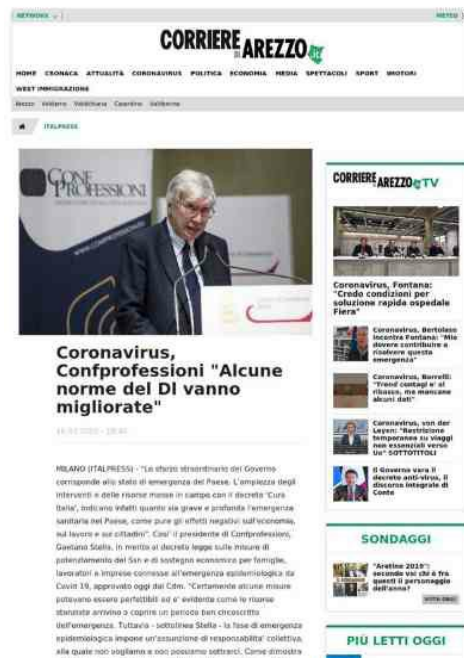 NETWORK
METEO
CORRIERE DI AREZZO.it
HOME CRONACA ATTUALITÀ CORONAVIRUS POLITICA ECONOMIA MEDIA SPETTACOLI SPORT #MOTORI
WEST IMMIGRAZIONE
Arezzo Valdarno Valdichiana Casentino Valtiberina
ITALPRESS
CONF PROFESSIONI
Coronavirus,
Confprofessioni "Alcune
norme del Dl vanno
migliorate"
MILANO (ITALPRESS) - "Lo sforzo straordinario del Governo
corrisponde allo stato di emergenza del Paese. L'ampiezza degli
interventi e delle risorse messe in campo con il decreto 'Cura
Italia', indicano infatti quanto sia grave e profonda l'emergenza
sanitaria nel Paese, come pure gli effetti negativi sull'economia,
sul lavoro e sui cittadini". Cosi' il presidente di Confprofessioni,
Gaetano Stella, in merito al decreto legge sulle misure di
potenziamento del Ssn e di sostegno economico per famiglie,
lavoratori e imprese connesse all'emergenza epidemiologica da
Covid 19, approvato oggi dal Cdm. "Certamente alcune misure
potevano essere perfettibili ed e' evidente come le risorse
stanziate arrivino a coprire un periodo ben circoscritto
dell'emergenza. Tuttavia - sottolinea Stella - la fase di emergenza
epidemiologica impone un'assunzione di responsabilita' collettiva,
alla quale non vogliamo e non possiamo sottrarci. Come dimostra
CORRIERE DI AREZZO.it TV
Coronavirus, Fontana:
"Credo condizioni per
soluzione rapida ospedale
Fiera"
Coronavirus, Bertolaso
incontra Fontana: "Mio
dovere contribuire a
risolvere questa
emergenza"
Coronavirus, Borrelli:
"Trend contagi e' al
ribasso, ma mancano
alcuni dati"
Coronavirus, von der
Leyen: "Restrizione
temporanea su viaggi
non essenziali verso
Ue" SOTTOTITOLI
Il Governo vara il
decreto anti-virus, il
discorso integrale di
Conte
SONDAGGI
"Aretino 2019":
secondo voi chi è fra
questi il personaggio
dell'anno?
VOTA ORA!
PIÙ LETTI OGGI